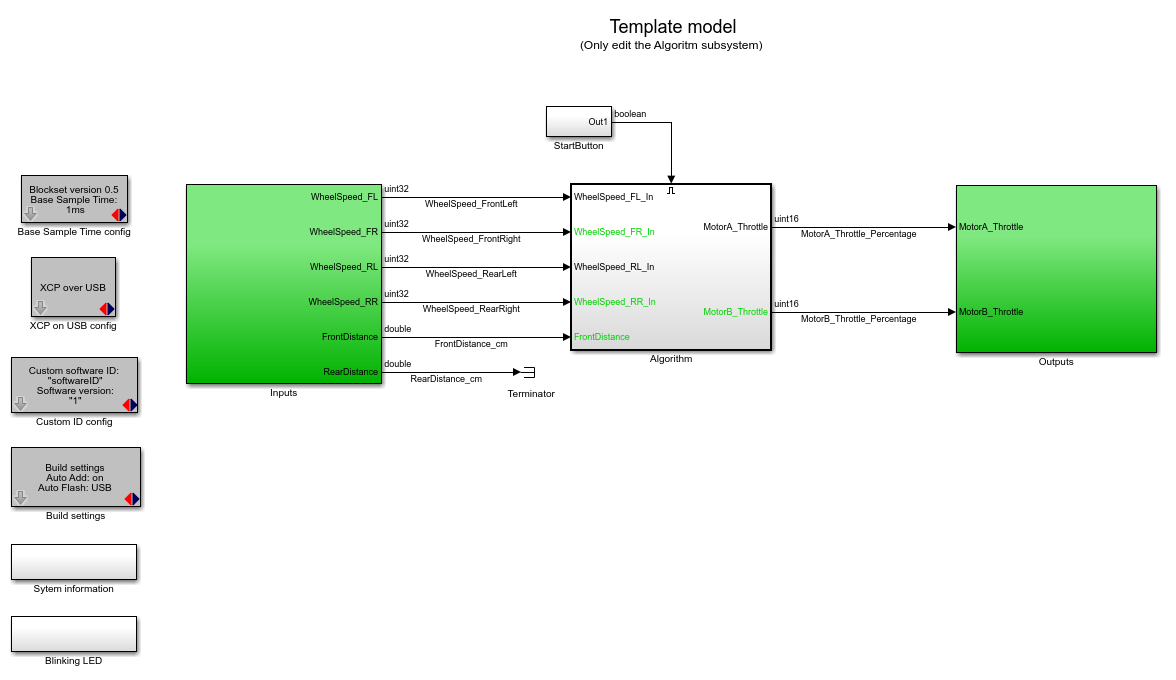 Template model
(Only edit the Algoritm subsystem)
boolean
Out1
StartButton
Blockset version 0.5
Base Sample Time:
1ms
Base Sample Time config
XCP over USB
XCP on USB config
Custom software ID:
"softwareID"
Software version:
"1"
Custom ID config
Build settings
Auto Add: on
Auto Flash: USB
Build settings
Sytem information
Blinking LED
WheelSpeed_FL
WheelSpeed_FR
WheelSpeed_RL
WheelSpeed_RR
FrontDistance
RearDistance
Inputs
uint32
WheelSpeed_FrontLeft
uint32
WheelSpeed_FrontRight
uint32
WheelSpeed_RearLeft
uint32
WheelSpeed_RearRight
double
FrontDistance_cm
double
RearDistance_cm
Terminator
WheelSpeed_FL_In
WheelSpeed_FR_In
WheelSpeed_RL_In
WheelSpeed_RR_In
FrontDistance
MotorA_Throttle
MotorB_Throttle
Algorithm
uint16
MotorA_Throttle_Percentage
uint16
MotorB_Throttle_Percentage
MotorA_Throttle
MotorB_Throttle
Outputs